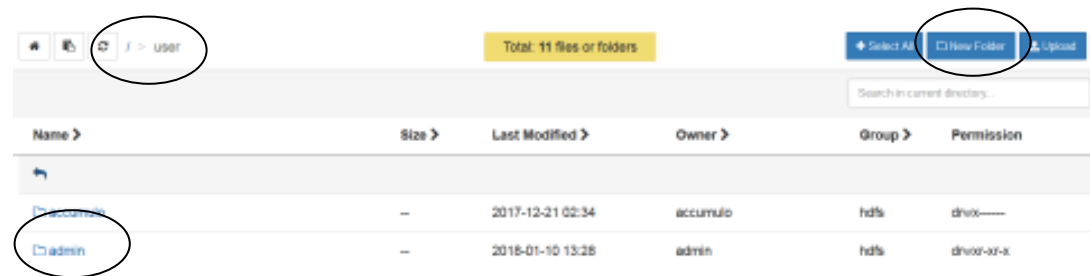 / > user Total: 11 files or folders Select All New Folder Upload
Search in current directory...
Name Size Last Modified Owner Group Permission
accumulo -- 2017-12-21 02:34 accumulo hdfs drwx------
admin -- 2018-01-10 13:28 admin hdfs drwxr-xr-x